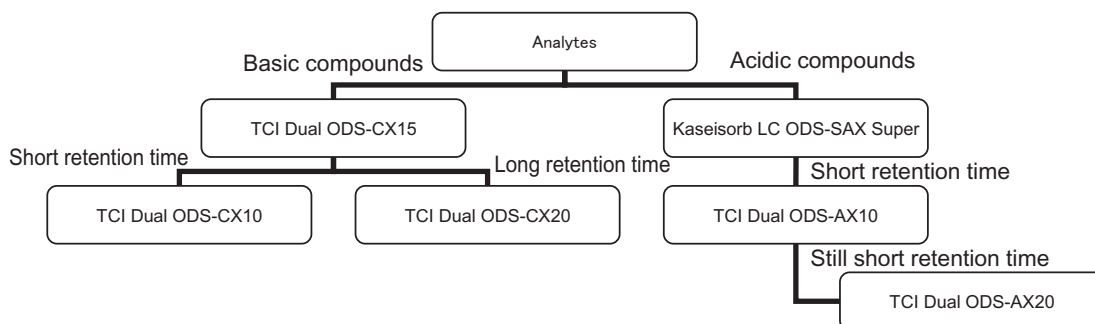 Analytes
Basic compounds
Acidic compounds
TCI Dual ODS-CX15
Kaseisorb LC ODS-SAX Super
Short retention time
Long retention time
Short retention time
TCI Dual ODS-CX10
TCI Dual ODS-CX20
TCI Dual ODS-AX10
Still short retention time
TCI Dual ODS-AX20